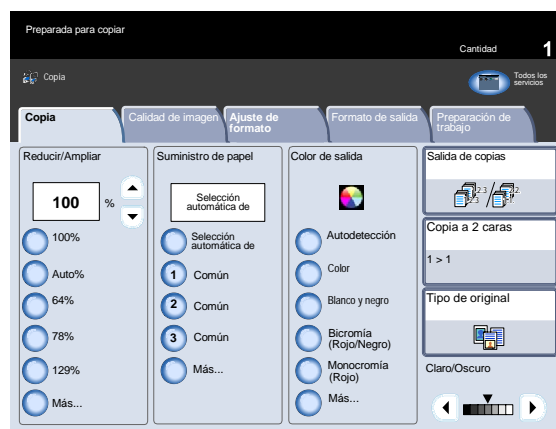 Preparada para copiar
Cantidad 1
Copia
Todos los
servicios
Copia
Calidad de imagen
Ajuste de
formato
Formato de salida
Preparación de
trabajo
Reducir/Ampliar
100 %
100%
Auto%
64%
78%
129%
Más...
Suministro de papel
Selección
automática de
Selección
automática de
1 Común
2 Común
3 Común
Más...
Color de salida
Autodetección
Color
Blanco y negro
Bicromía
(Rojo/Negro)
Monocromía
(Rojo)
Más...
Salida de copias
Copia a 2 caras
1 > 1
Tipo de original
Claro/Oscuro